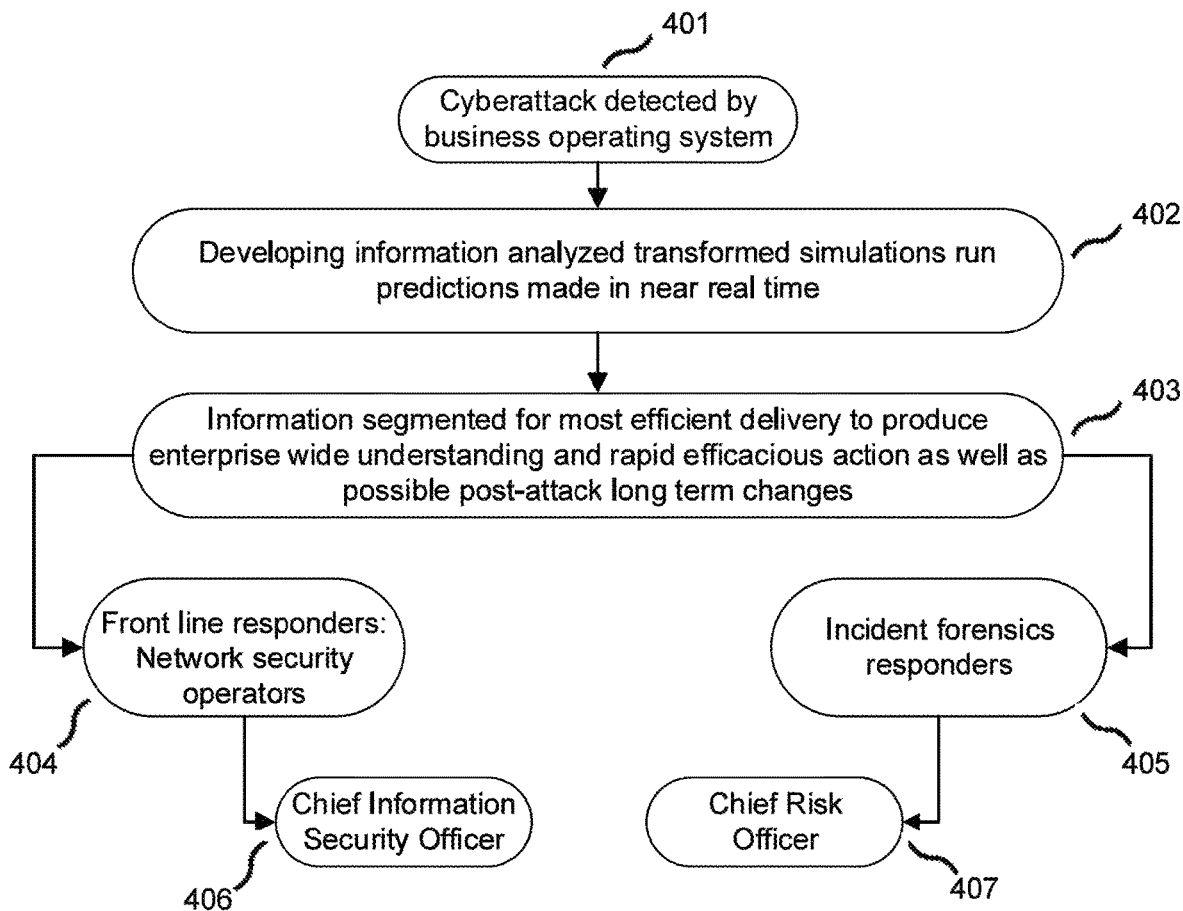 401
Cyberattack detected by
business operating system
402
Developing information analyzed transformed simulations run
predictions made in near real time
403
Information segmented for most efficient delivery to produce
enterprise wide understanding and rapid efficacious action as well as
possible post-attack long term changes
Front line responders:
Network security
operators
404
Incident forensics
responders
405
Chief Information
Security Officer
406
Chief Risk
Officer
407